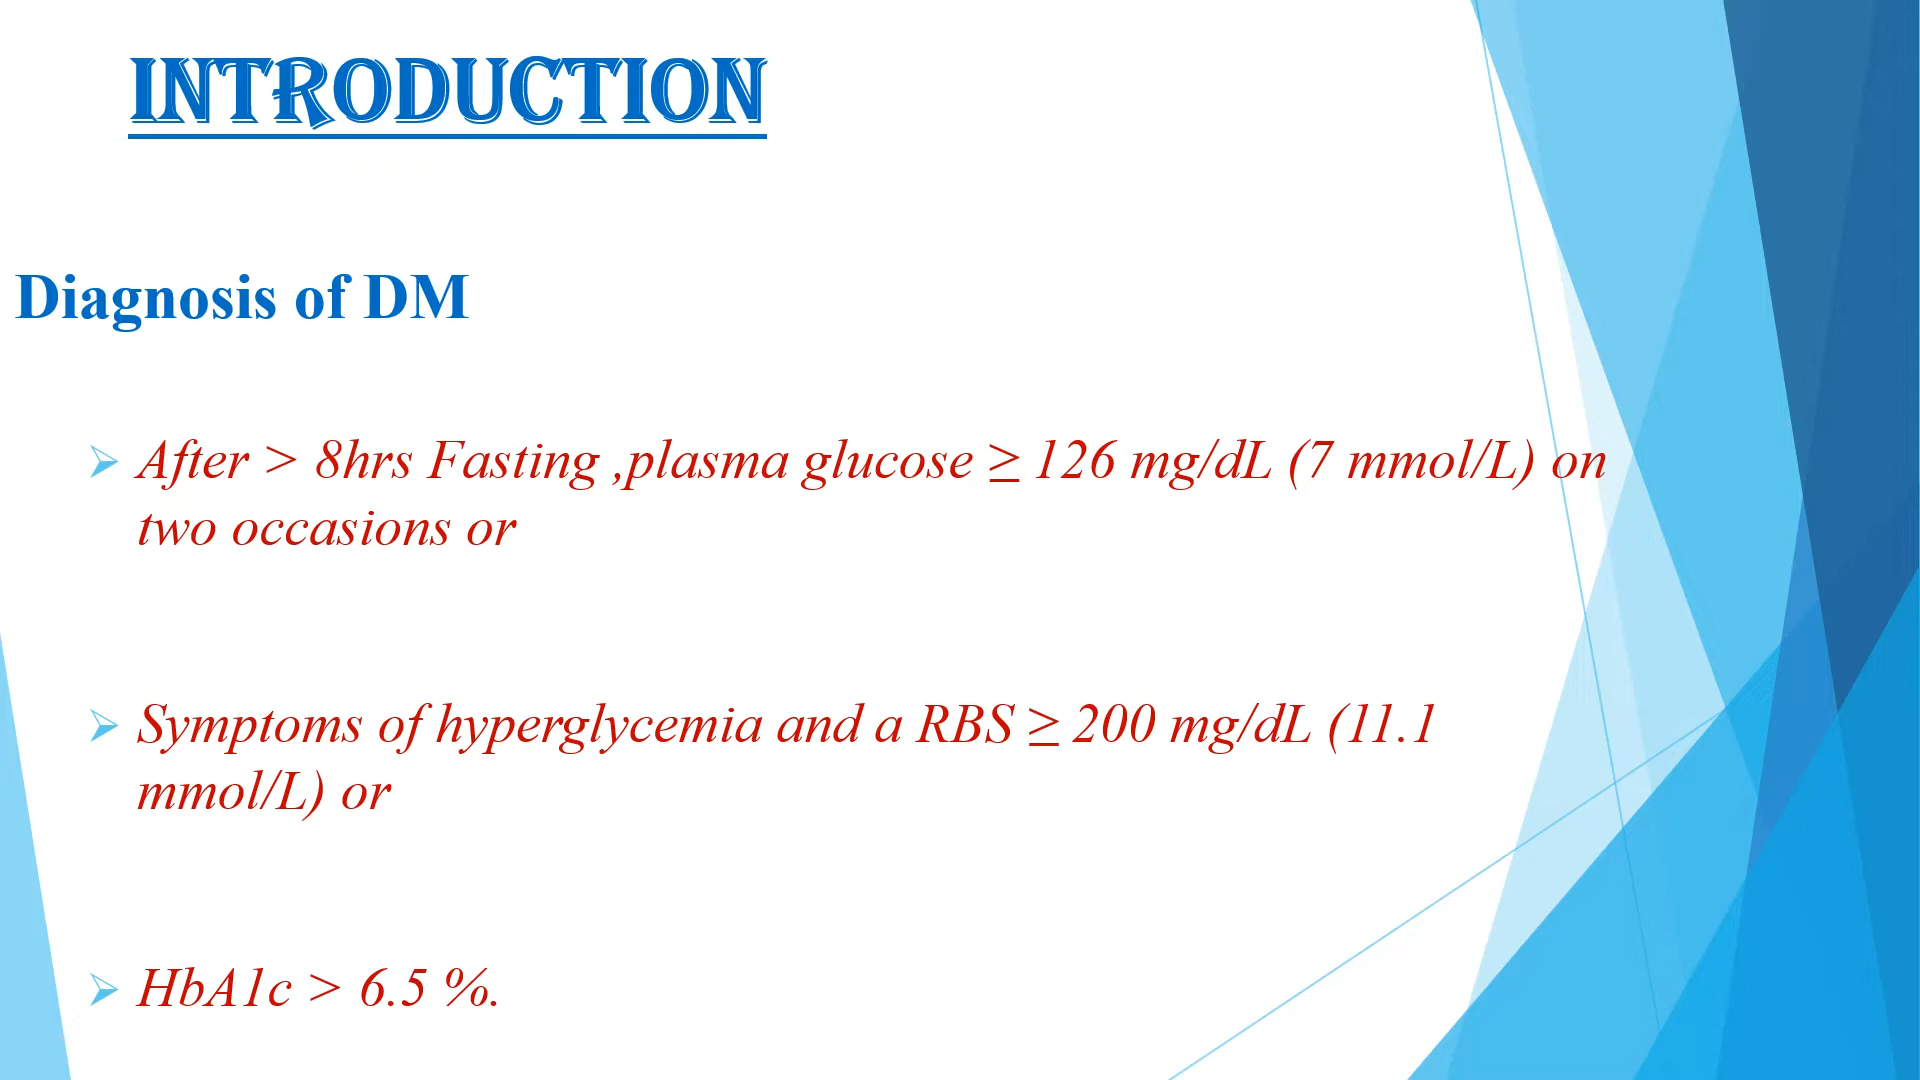 INTRODUCTION
Diagnosis of DM
After > 8hrs Fasting ,plasma glucose ≥ 126 mg/dL (7 mmol/L) on
two occasions or
Symptoms of hyperglycemia and a RBS ≥ 200 mg/dL (11.1
mmol/L) or
HbA1c > 6.5 %.